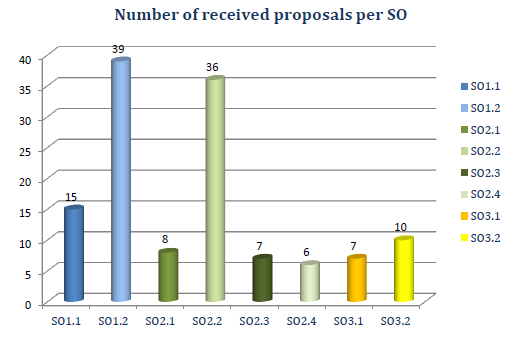 Number of received proposals per SO
40
35
30
25
20
15
10
5
0
15
39
8
36
7
6
7
10
SO1.1 SO1.2 SO2.1 SO2.2 SO2.3 SO2.4 SO3.1 SO3.2
SO1.1
SO1.2
SO2.1
SO2.2
SO2.3
SO2.4
SO3.1
SO3.2